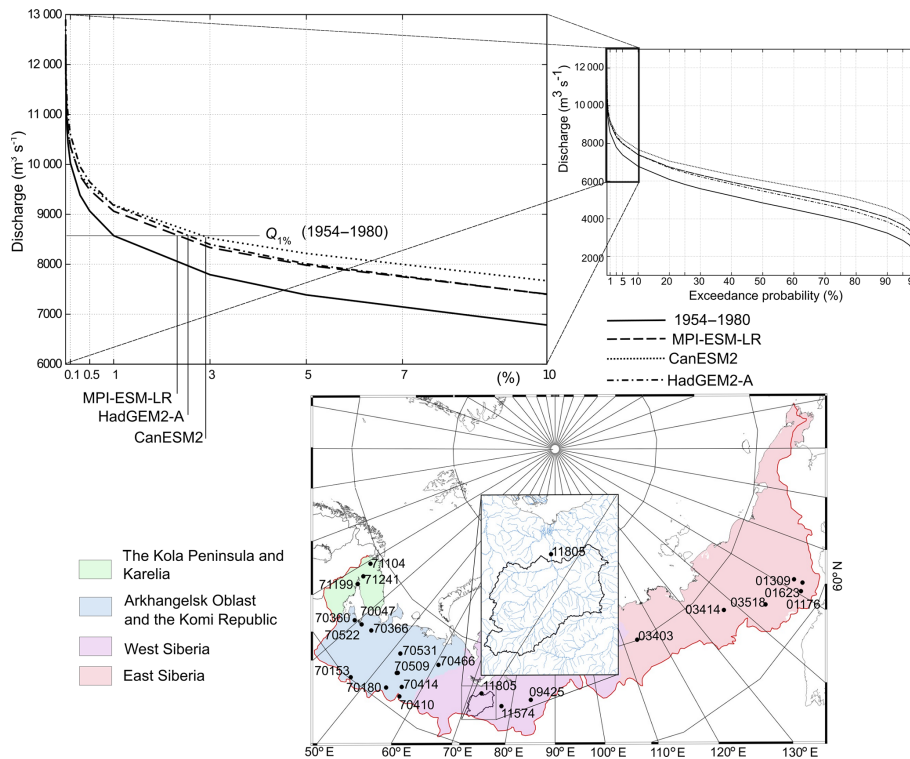 13 000
12 000
11 000
10 000
9000
8000
7000
6000
Discharge (m³ s⁻¹)
Q1% (1954–1980)
0.1 0.5 1 3 5 7 (%) 10
MPI-ESM-LR
HadGEM2-A
CanESM2
12 000
10 000
8000
6000
4000
2000
Discharge (m³ s⁻¹)
1 5 10 20 30 40 50 60 70 80 90
Exceedance probability (%)
1954–1980
MPI-ESM-LR
CanESM2
HadGEM2-A
The Kola Peninsula and
Karelia
Arkhangelsk Oblast
and the Komi Republic
West Siberia
East Siberia
71104
71241
71199
70047
70360
70366
70522
70531
70509
70466
70153
70180
70414
70410
11805
11805
09425
11574
03403
03414
03518
01309
01623
01176
60° N
50° E 60° E 70° E 80° E 90° E 100° E 110° E 120° E 130° E